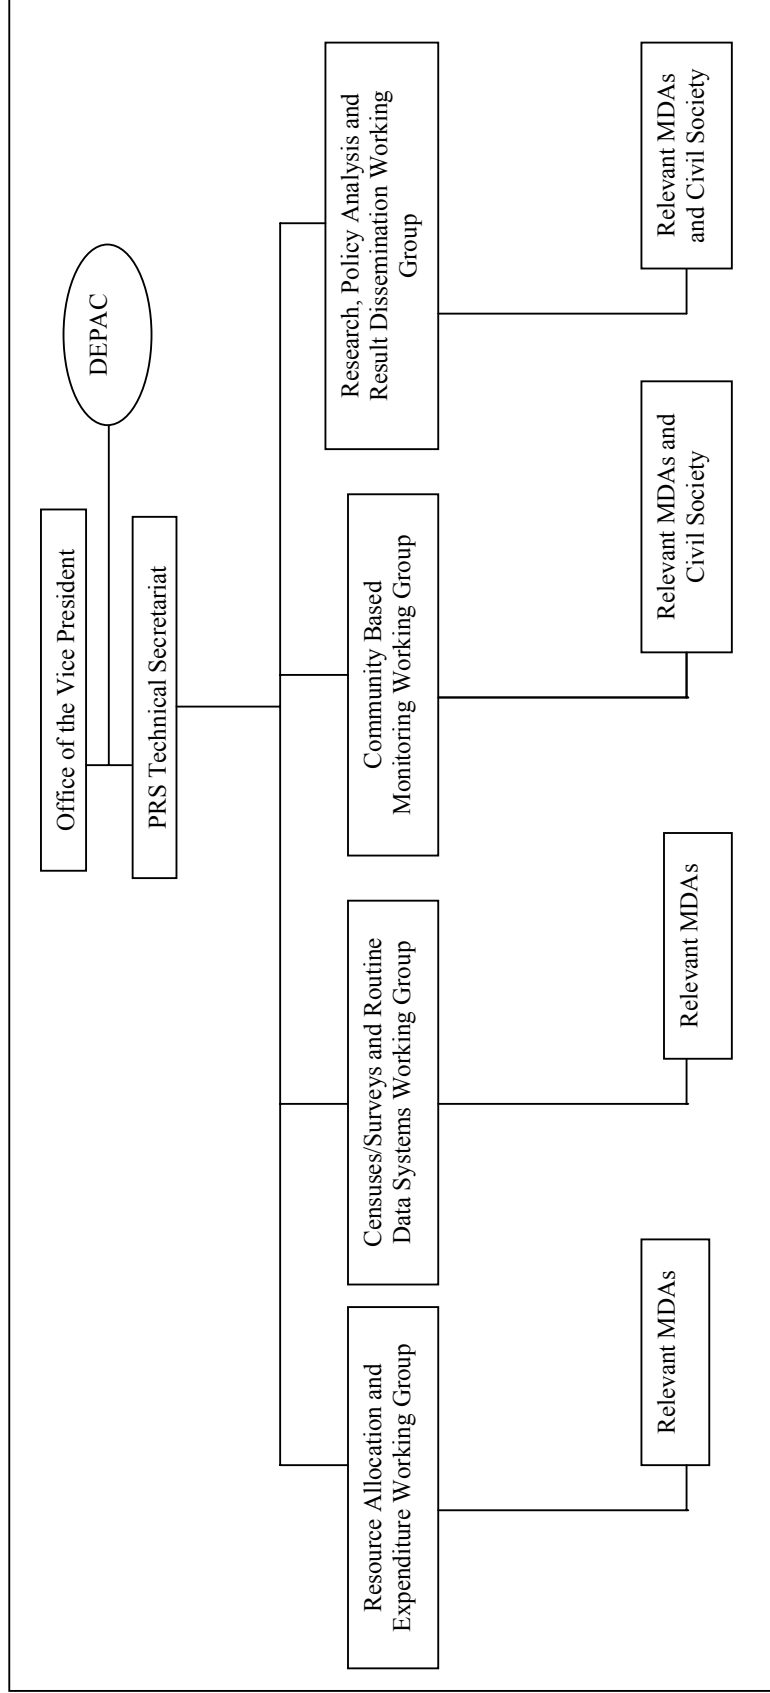 Office of the Vice President
DEPAC
PRS Technical Secretariat
Resource Allocation and
Expenditure Working Group
Censuses/Surveys and Routine
Data Systems Working Group
Community Based
Monitoring Working Group
Research, Policy Analysis and
Result Dissemination Working
Group
Relevant MDAs
Relevant MDAs
Relevant MDAs and
Civil Society
Relevant MDAs
and Civil Society